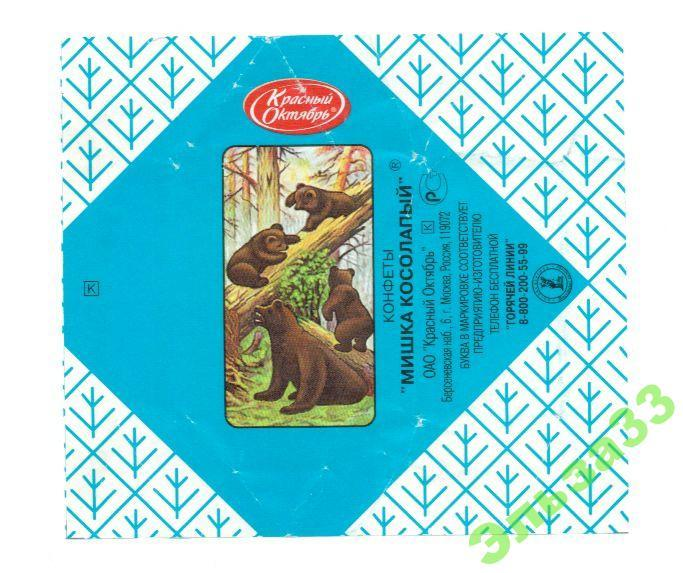 Красный
Октябрь®
КОНФЕТЫ
"МИШКА КОСОЛАПЫЙ" ®
ОАО "Красный Октябрь" К РС
Берсеневская наб., 6, г. Москва, Россия, 119072
БУКВА В МАРКИРОВКЕ СООТВЕТСТВУЕТ
ПРЕДПРИЯТИЮ-ИЗГОТОВИТЕЛЮ
ТЕЛЕФОН БЕСПЛАТНОЙ
"ГОРЯЧЕЙ ЛИНИИ"
8-800-200-55-99
К
Эльза33